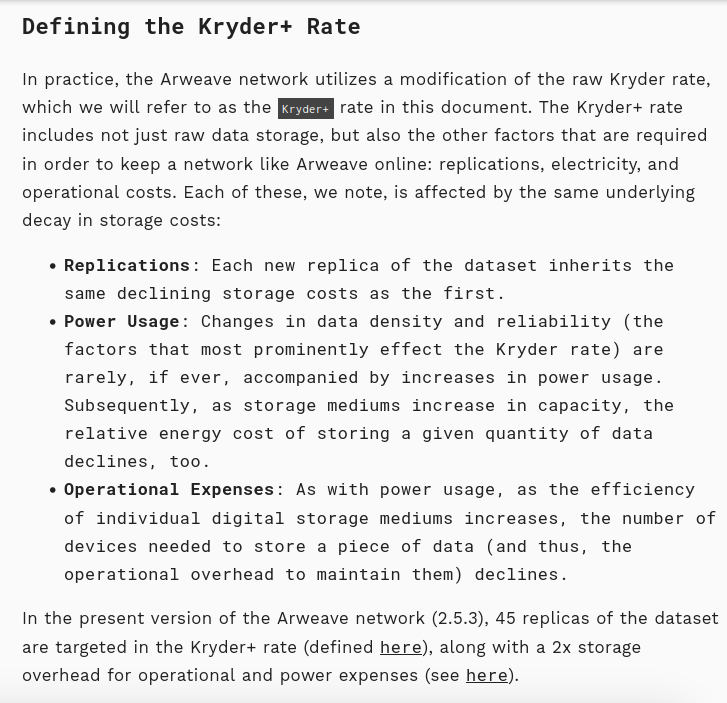 Defining the Kryder+ Rate
In practice, the Arweave network utilizes a modification of the raw Kryder rate,
which we will refer to as the Kryder+ rate in this document. The Kryder+ rate
includes not just raw data storage, but also the other factors that are required
in order to keep a network like Arweave online: replications, electricity, and
operational costs. Each of these, we note, is affected by the same underlying
decay in storage costs:
• Replications: Each new replica of the dataset inherits the
same declining storage costs as the first.
• Power Usage: Changes in data density and reliability (the
factors that most prominently effect the Kryder rate) are
rarely, if ever, accompanied by increases in power usage.
Subsequently, as storage mediums increase in capacity, the
relative energy cost of storing a given quantity of data
declines, too.
• Operational Expenses: As with power usage, as the efficiency
of individual digital storage mediums increases, the number of
devices needed to store a piece of data (and thus, the
operational overhead to maintain them) declines.
In the present version of the Arweave network (2.5.3), 45 replicas of the dataset
are targeted in the Kryder+ rate (defined here), along with a 2x storage
overhead for operational and power expenses (see here).